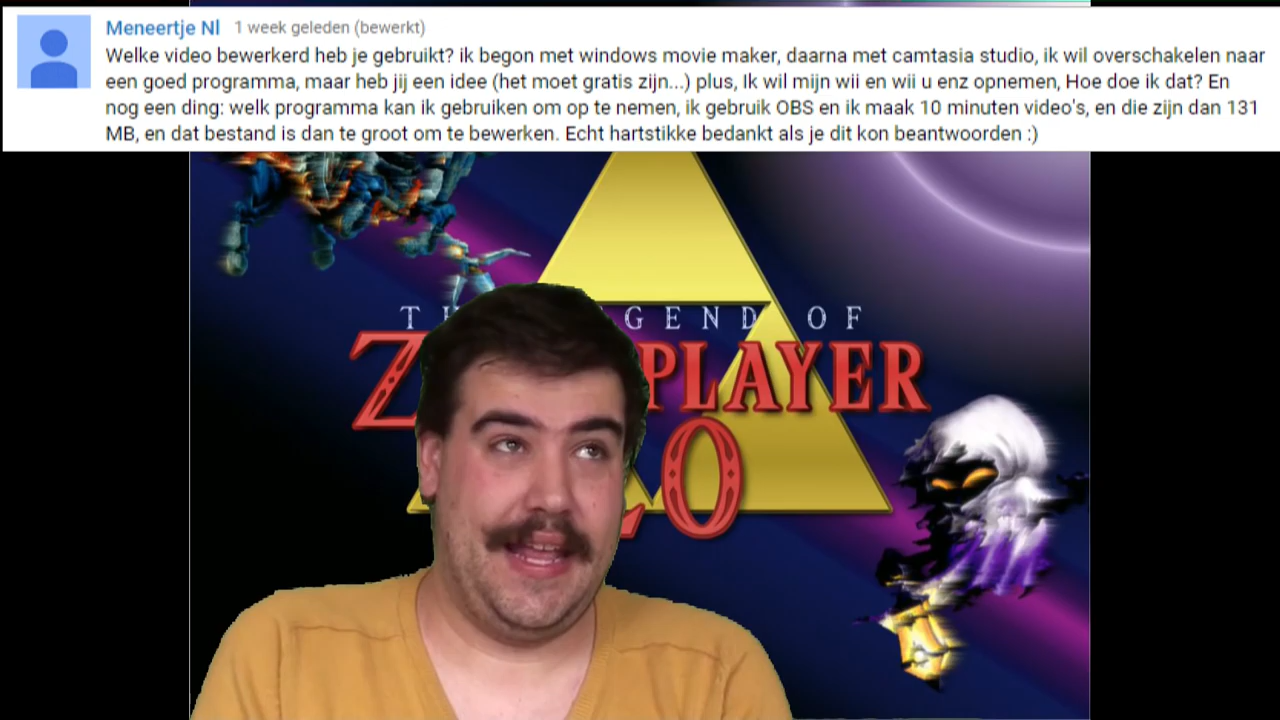 Meneertje Nl 1 week geleden (bewerkt)
Welke video bewerkerd heb je gebruikt? ik begon met windows movie maker, daarna met camtasia studio, ik wil overschakelen naar
een goed programma, maar heb jij een idee (het moet gratis zijn...) plus, Ik wil mijn wii en wii u enz opnemen, Hoe doe ik dat? En
nog een ding: welk programma kan ik gebruiken om op te nemen, ik gebruik OBS en ik maak 10 minuten video's, en die zijn dan 131
MB, en dat bestand is dan te groot om te bewerken. Echt hartstikke bedankt als je dit kon beantwoorden :)
GEND OF
PLAYER